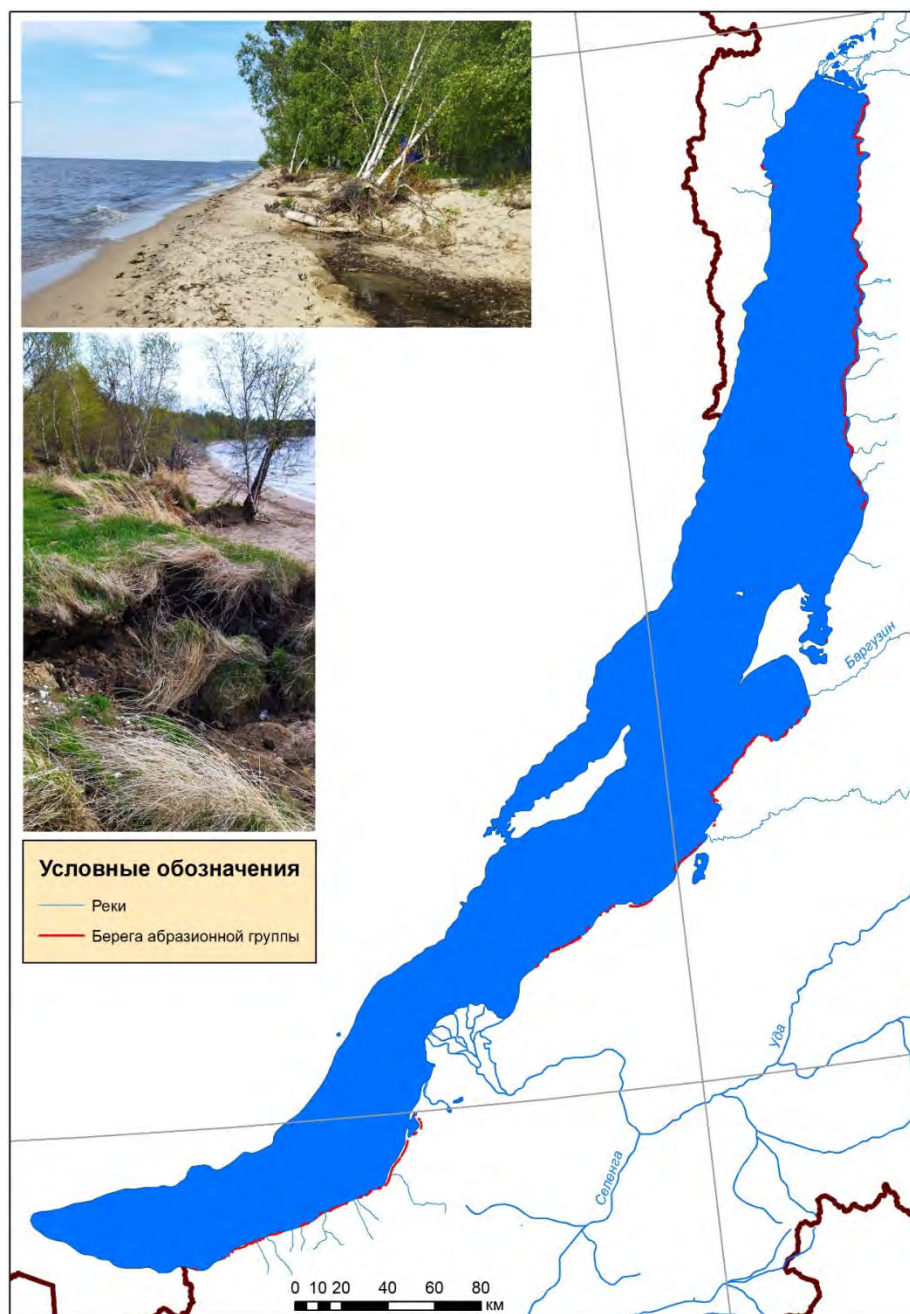 Баргузин
Условные обозначения
Реки
Берега абразионной группы
Уда
Селенга
0 10 20 40 60 80
км